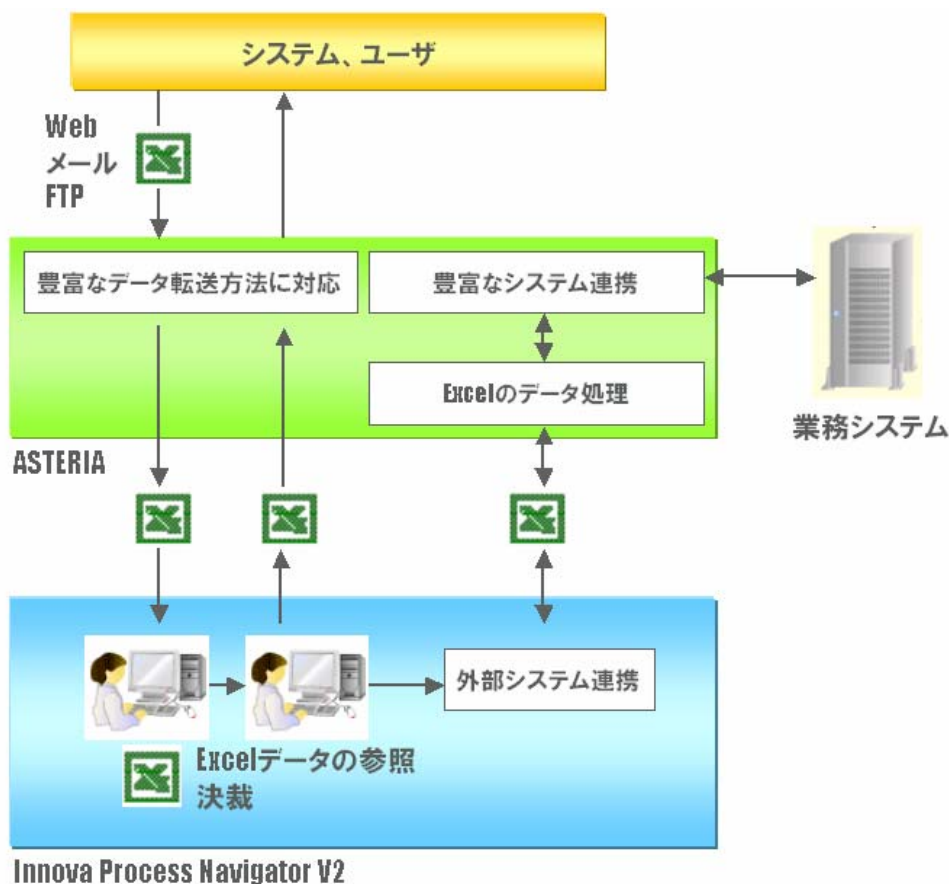 システム、ユーザ
Web
メール
FTP
豊富なデータ転送方法に対応
豊富なシステム連携
Excelのデータ処理
業務システム
ASTERIA
外部システム連携
Excelデータの参照
決裁
Innova Process Navigator V2